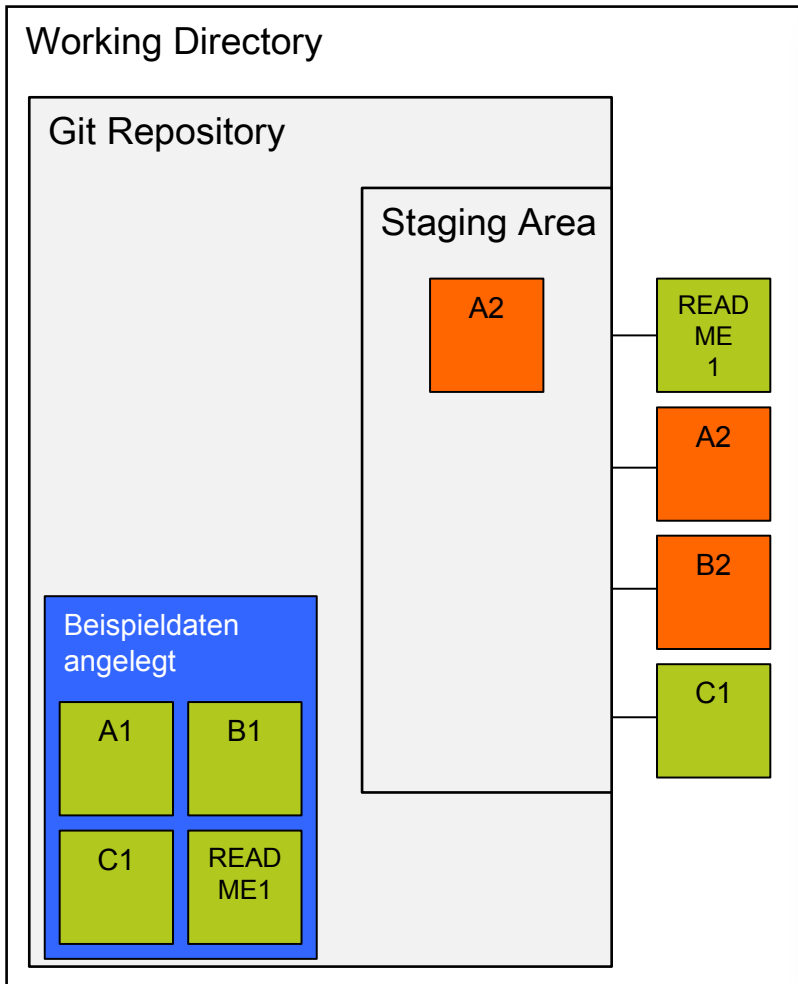 Working Directory
Git Repository
Staging Area
A2
READ
ME
1
A2
B2
C1
Beispieldaten
angelegt
A1
B1
C1
READ
ME1